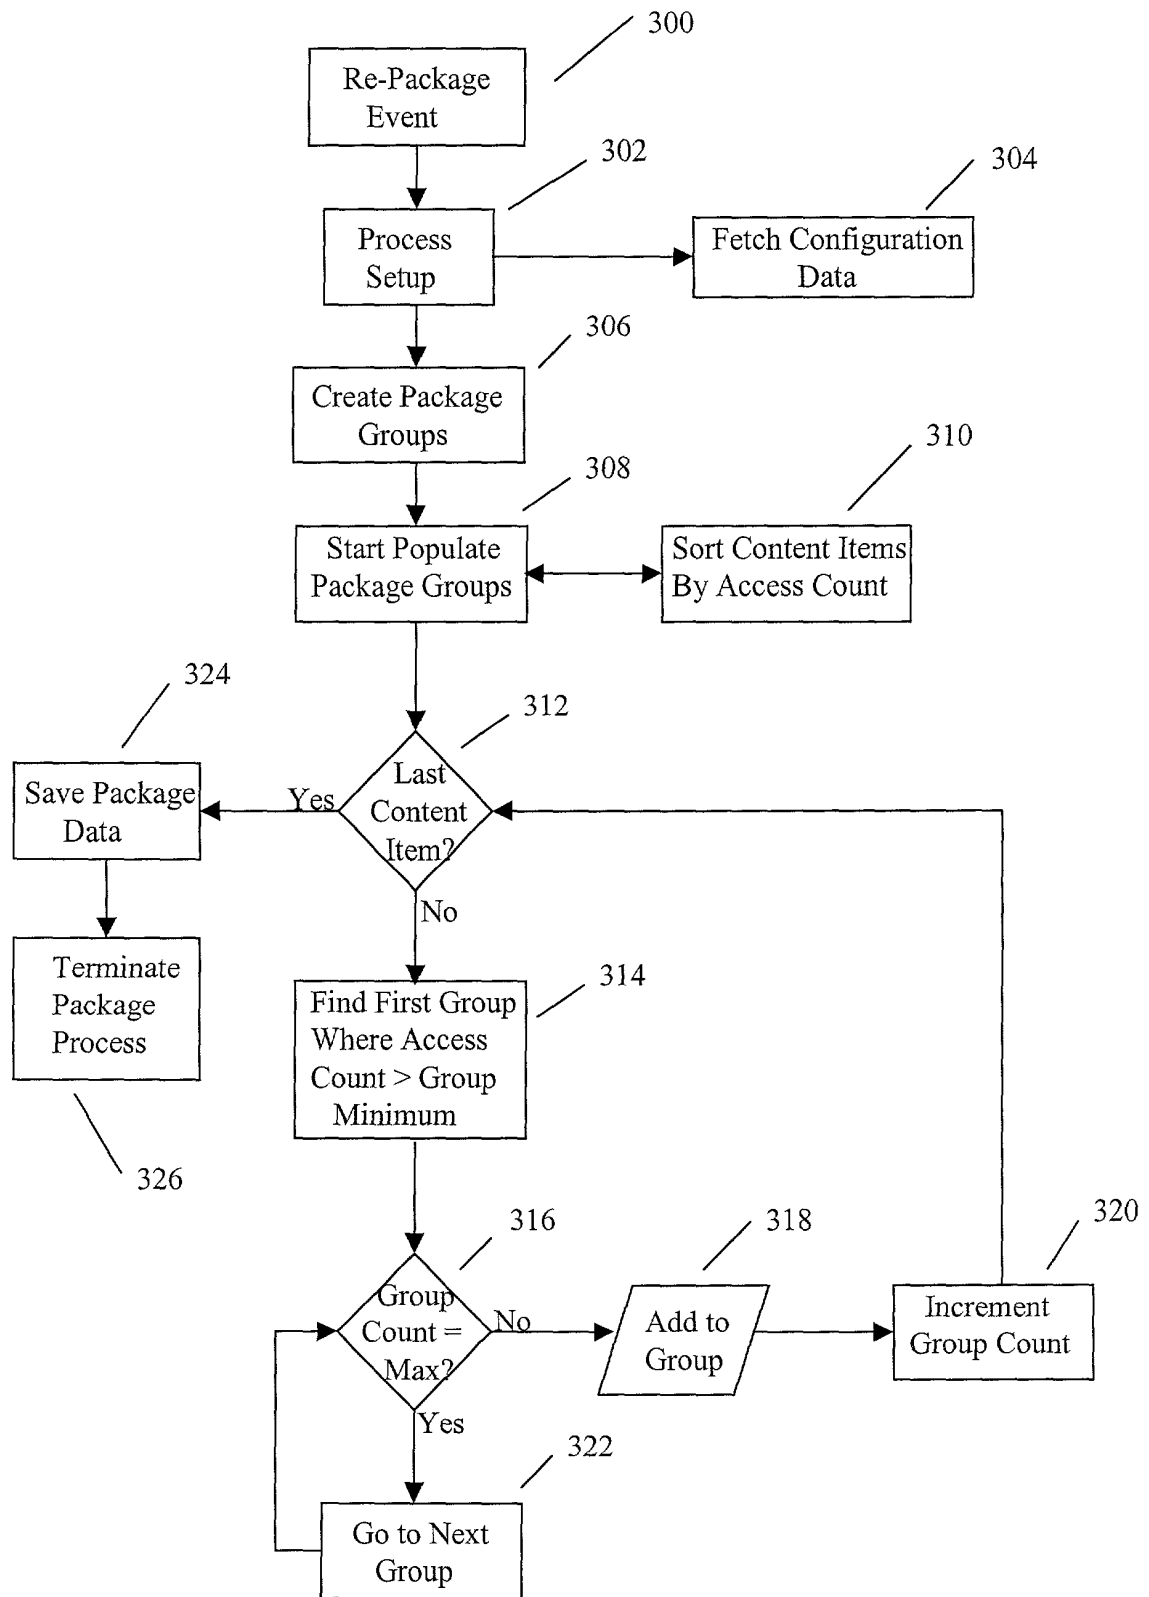 300
Re-Package
Event
302
304
Process
Setup
Fetch Configuration
Data
306
Create Package
Groups
310
308
Start Populate
Package Groups
Sort Content Items
By Access Count
324
312
Save Package
Data
Yes
Last
Content
Item?
No
Terminate
Package
Process
314
Find First Group
Where Access
Count > Group
Minimum
326
316
318
320
Group
Count =
Max?
No
Add to
Group
Increment
Group Count
Yes
322
Go to Next
Group